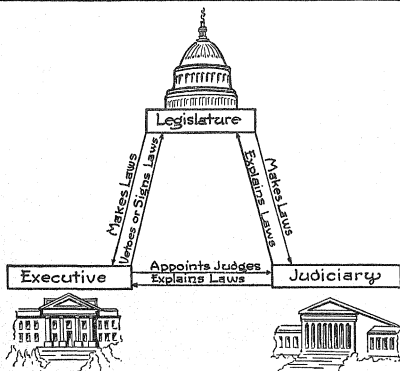 Legislature
Makes Laws
Vetoes or Signs Laws
Explains Laws
Makes Laws
Executive
Appoints Judges
Explains Laws
Judiciary